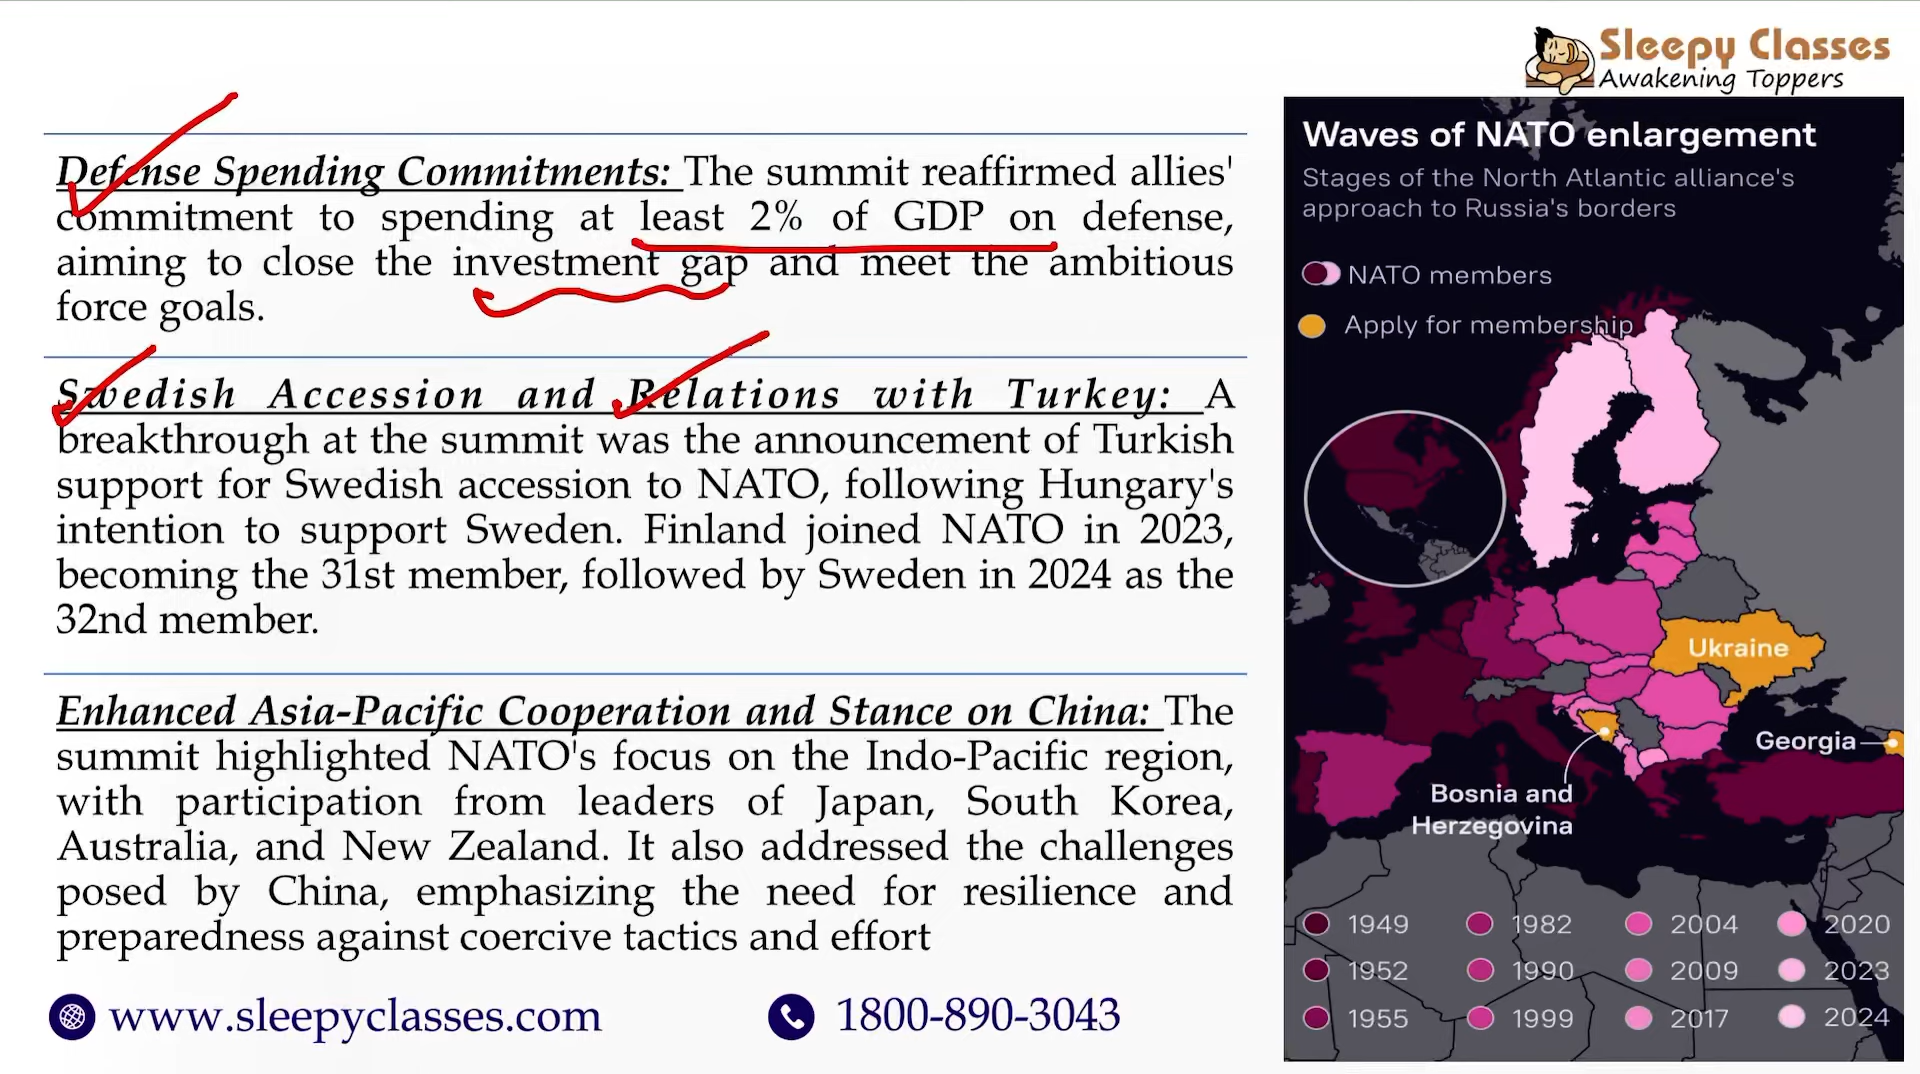 Sleepy Classes
Awakening Toppers
Defense Spending Commitments: The summit reaffirmed allies'
commitment to spending at least 2% of GDP on defense,
aiming to close the investment gap and meet the ambitious
force goals.
Swedish Accession and Relations with Turkey: A
breakthrough at the summit was the announcement of Turkish
support for Swedish accession to NATO, following Hungary's
intention to support Sweden. Finland joined NATO in 2023,
becoming the 31st member, followed by Sweden in 2024 as the
32nd member.
Enhanced Asia-Pacific Cooperation and Stance on China: The
summit highlighted NATO's focus on the Indo-Pacific region,
with participation from leaders of Japan, South Korea,
Australia, and New Zealand. It also addressed the challenges
posed by China, emphasizing the need for resilience and
preparedness against coercive tactics and effort
www.sleepyclasses.com
1800-890-3043
Waves of NATO enlargement
Stages of the North Atlantic alliance's
approach to Russia's borders
NATO members
Apply for membership
Ukraine
Georgia
Bosnia and
Herzegovina
1949 1982 2004 2020
1952 1990 2009 2023
1955 1999 2017 2024